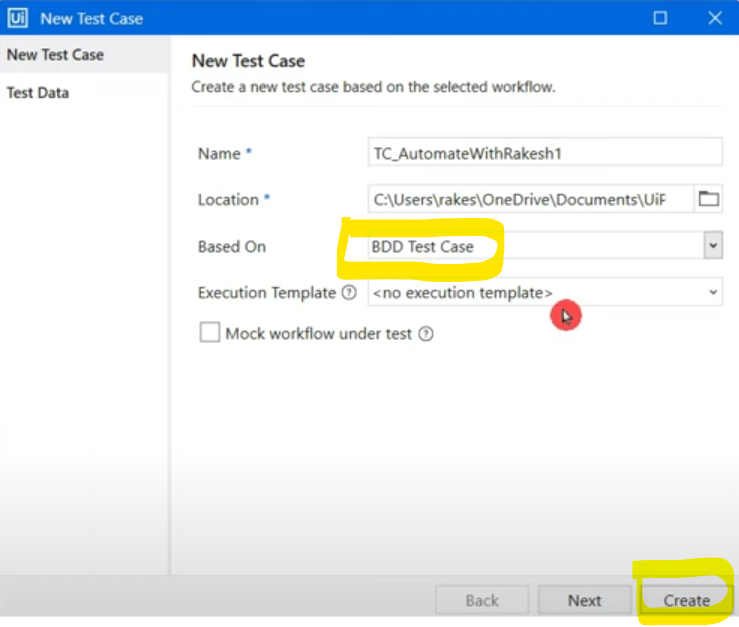 Ui New Test Case
New Test Case
Test Data
New Test Case
Create a new test case based on the selected workflow.
Name * TC_AutomateWithRakesh1
Location * C:\Users\rakes\OneDrive\Documents\UiP
Based On BDD Test Case
Execution Template ? <no execution template>
Mock workflow under test ?
Back Next Create